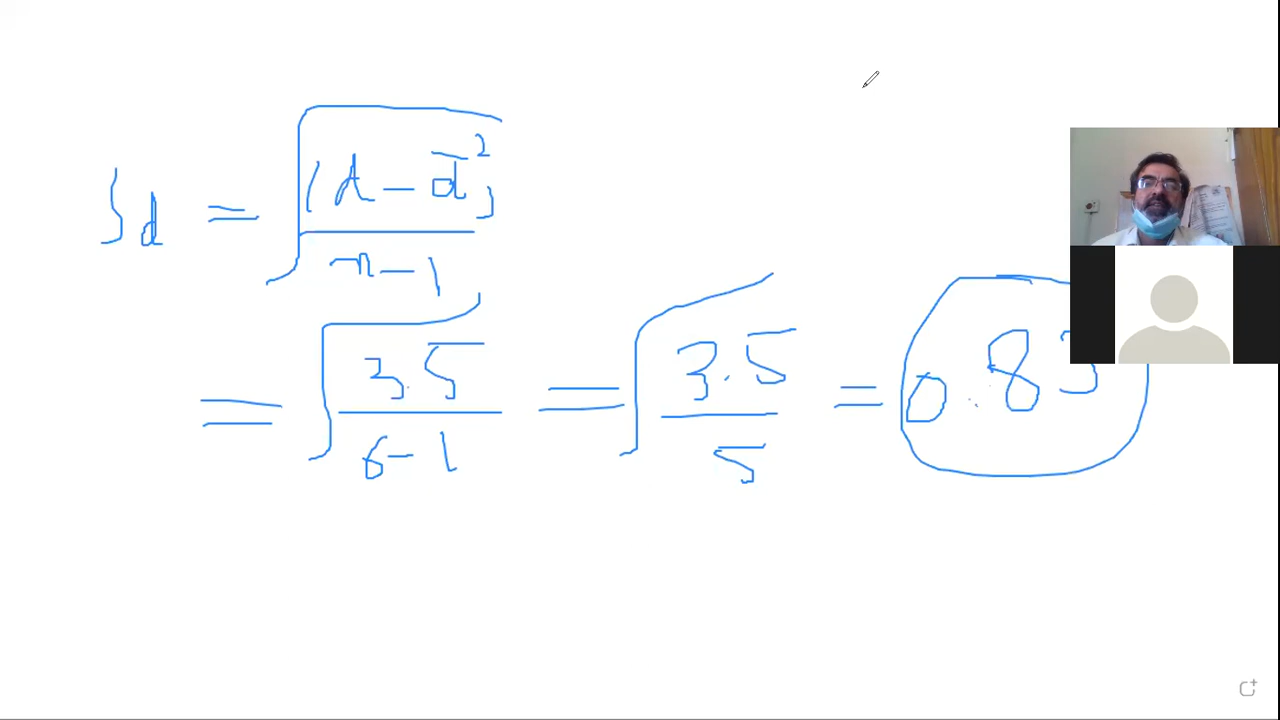 Sd = √((d - d̄²) / (n-1))
= √(3.5 / (6-1)) = √(3.5 / 5) = 0.83